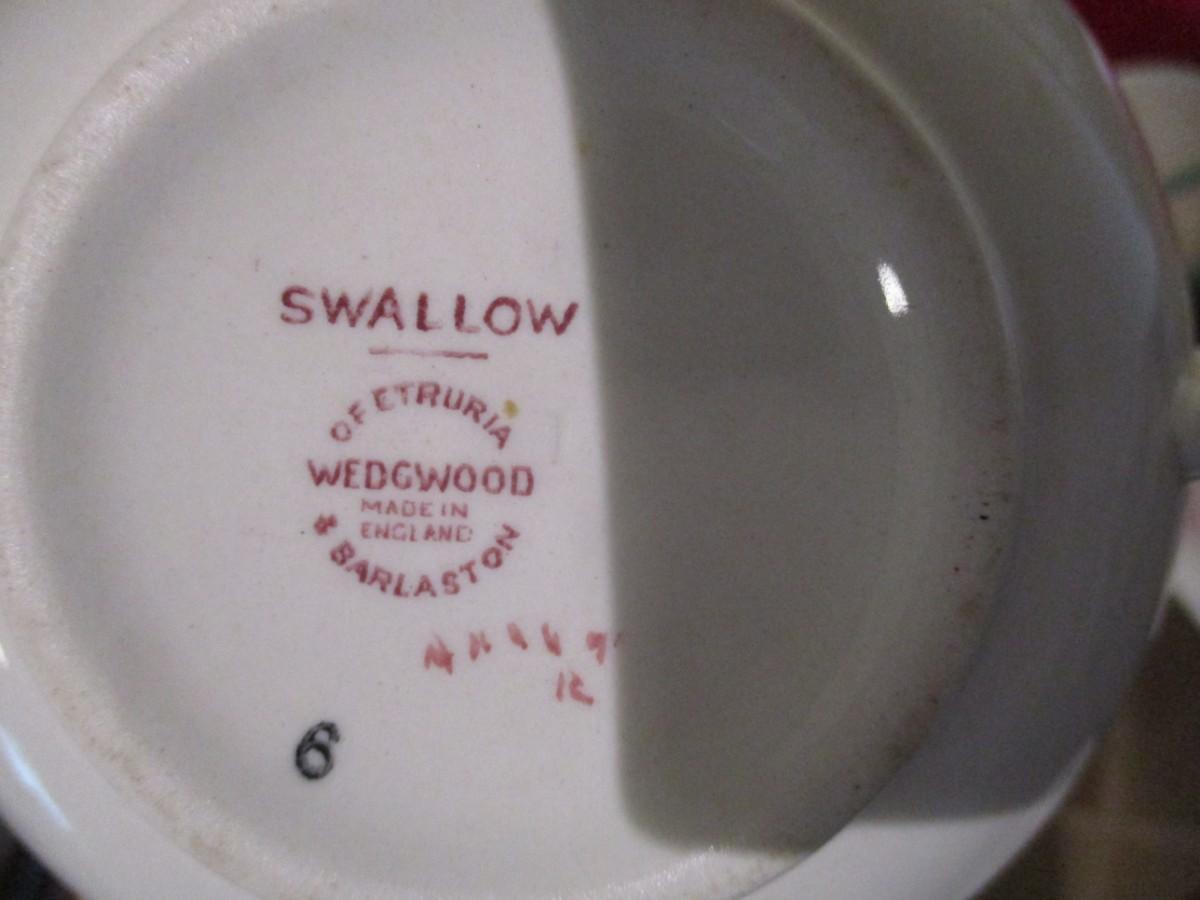 SWALLOW
OF ETRURIA
WEDGWOOD
MADE IN
ENGLAND
& BARLASTON
6